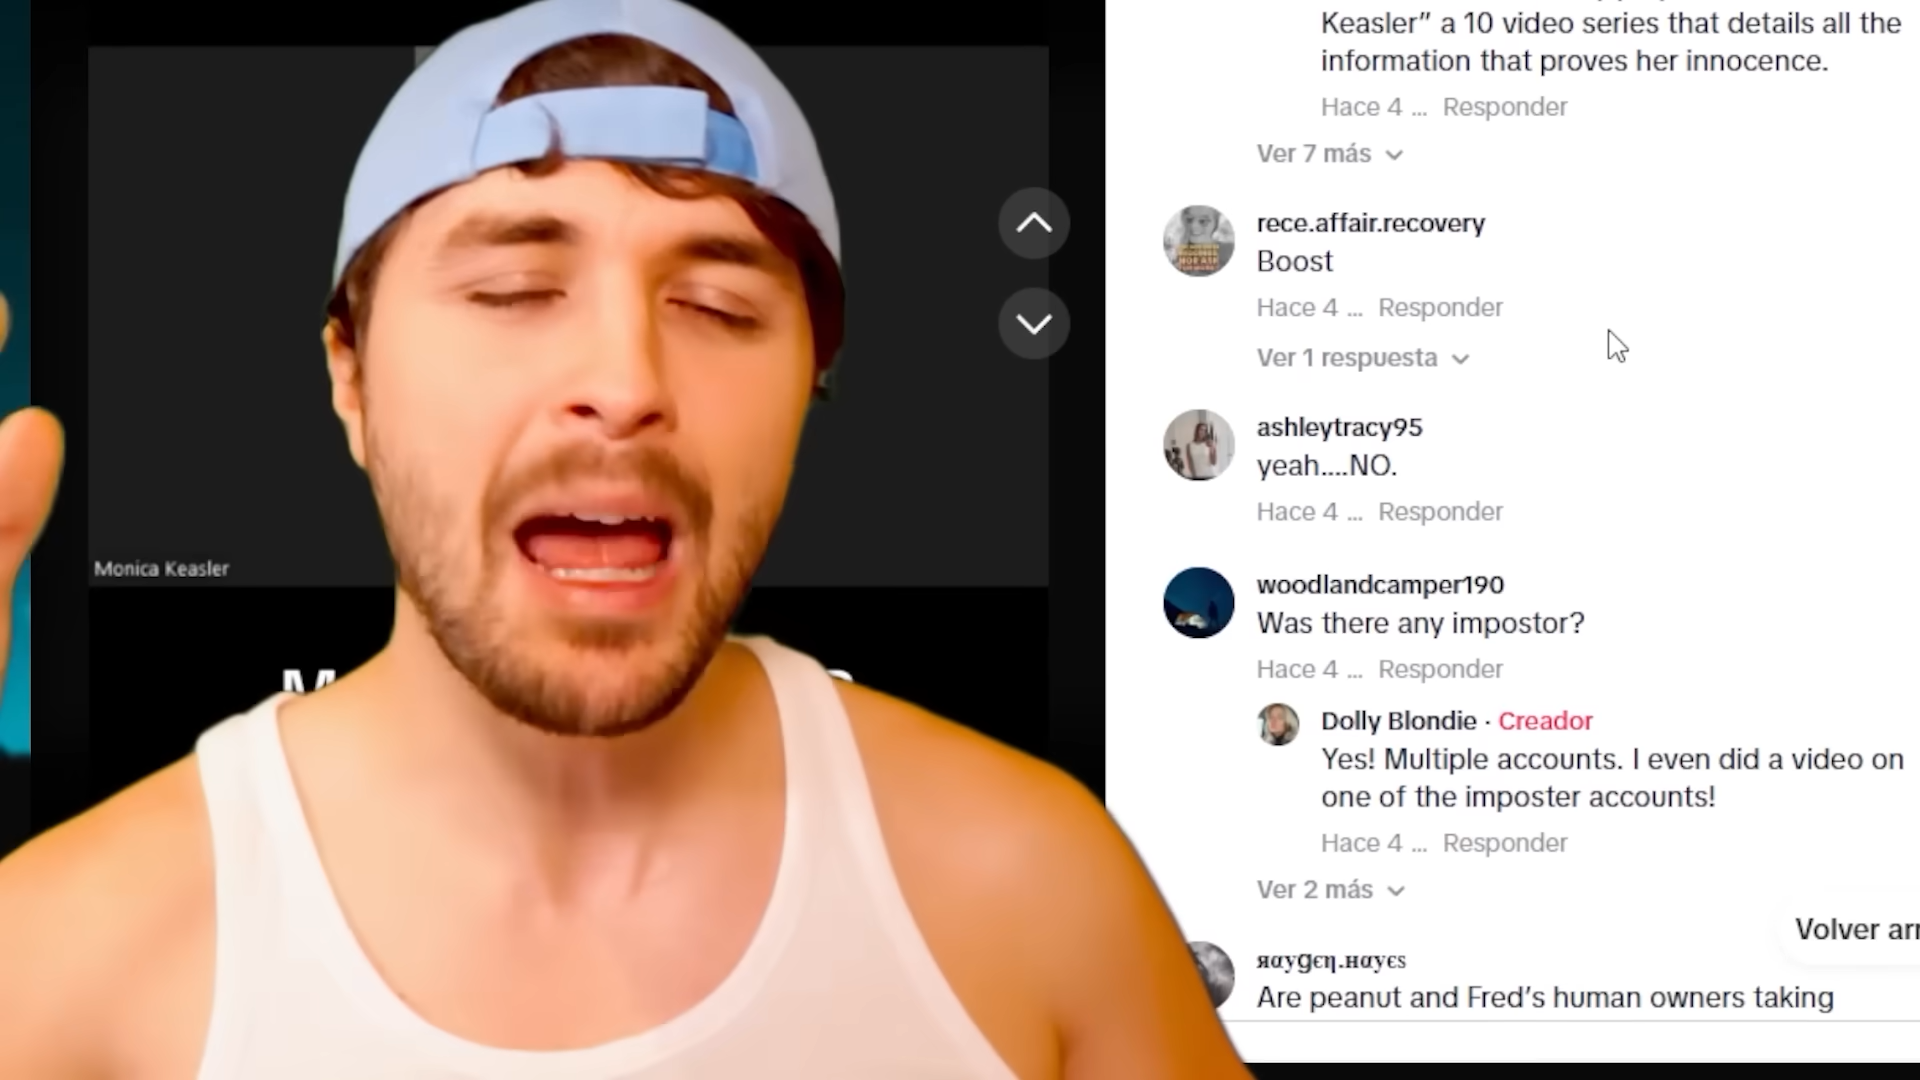 Keasler” a 10 video series that details all the
information that proves her innocence.
Hace 4 ... Responder
Ver 7 más
rece.affair.recovery
Boost
Hace 4 ... Responder
Ver 1 respuesta
ashleytracy95
yeah....NO.
Hace 4 ... Responder
woodlandcamper190
Was there any impostor?
Hace 4 ... Responder
Dolly Blondie · Creador
Yes! Multiple accounts. I even did a video on
one of the imposter accounts!
Hace 4 ... Responder
Ver 2 más
Volver arr
яαygєη.нαyєs
Are peanut and Fred’s human owners taking
Monica Keasler